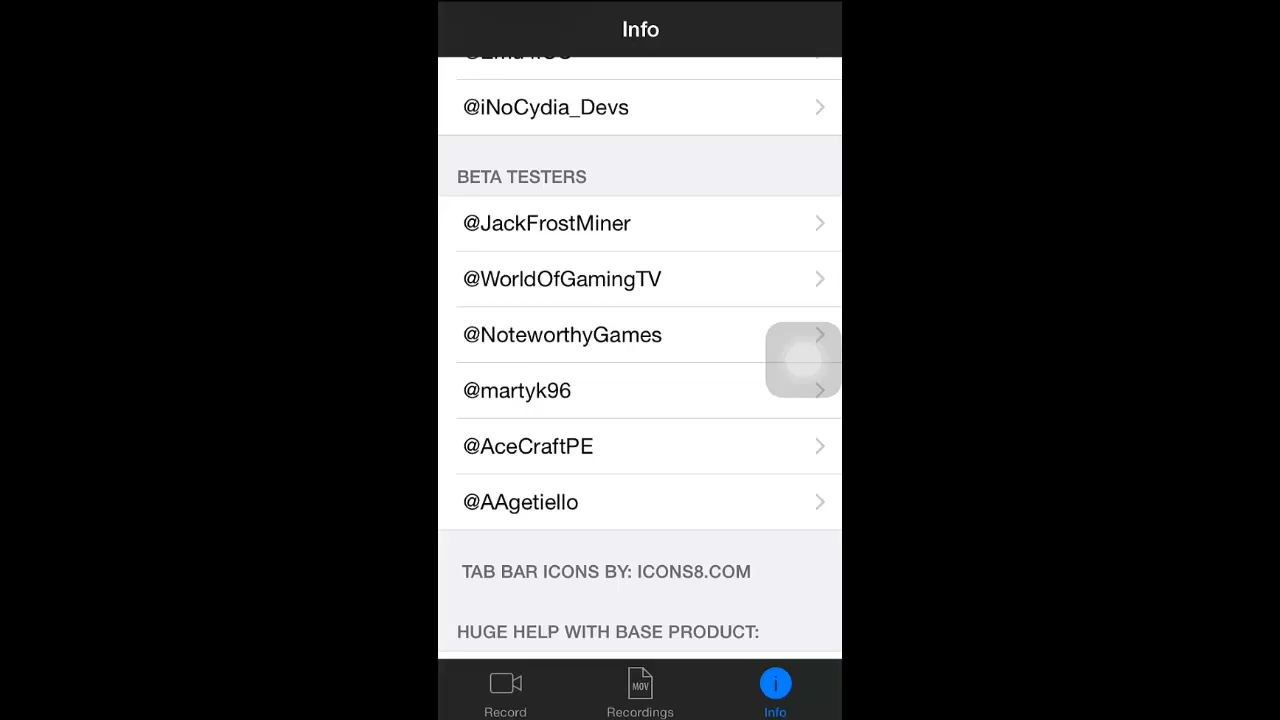 Info
@iNoCydia_Devs
BETA TESTERS
@JackFrostMiner
@WorldOfGamingTV
@NoteworthyGames
@martyk96
@AceCraftPE
@AAgetiello
TAB BAR ICONS BY: ICONS8.COM
HUGE HELP WITH BASE PRODUCT:
MOV
Record
Recordings
Info